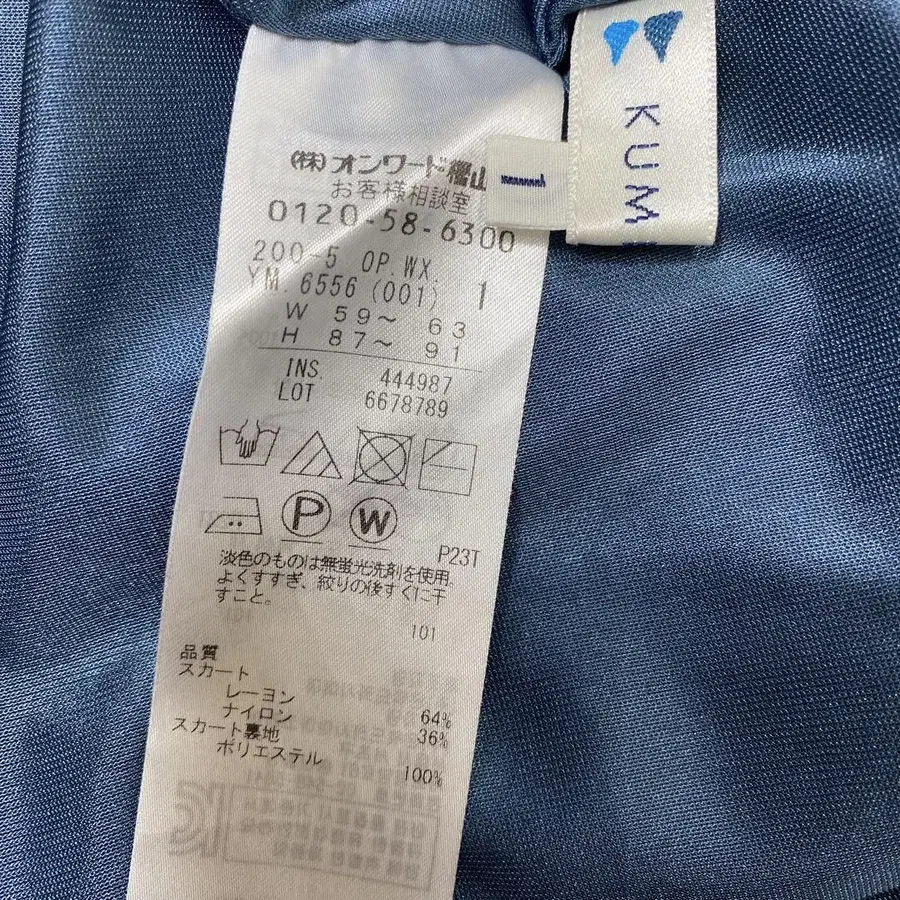 KUM
1
(株)オンワード樫山
お客様相談室
0120-58-6300
200-5 OP.WX.
YM.6556(001) 1
W 59～ 63
H 87～ 91
INS. 444987
LOT 6678789
P W
P23T
淡色のものは無蛍光洗剤を使用.
よくすすぎ、絞りの後すぐに干
すこと。
101
品質
スカート
レーヨン 64%
ナイロン 36%
スカート裏地
ポリエステル 100%